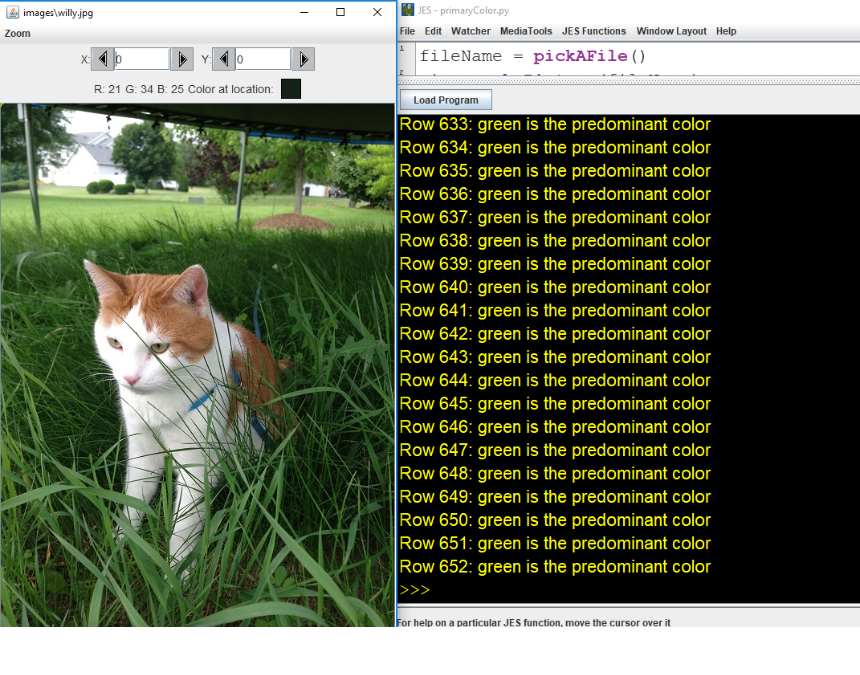 images\willy.jpg
Zoom
X: 0 Y: 0
R: 21 G: 34 B: 25 Color at location:
JES - primaryColor.py
File Edit Watcher MediaTools JES Functions Window Layout Help
1 fileName = pickAFile()
2
Load Program
Row 633: green is the predominant color
Row 634: green is the predominant color
Row 635: green is the predominant color
Row 636: green is the predominant color
Row 637: green is the predominant color
Row 638: green is the predominant color
Row 639: green is the predominant color
Row 640: green is the predominant color
Row 641: green is the predominant color
Row 642: green is the predominant color
Row 643: green is the predominant color
Row 644: green is the predominant color
Row 645: green is the predominant color
Row 646: green is the predominant color
Row 647: green is the predominant color
Row 648: green is the predominant color
Row 649: green is the predominant color
Row 650: green is the predominant color
Row 651: green is the predominant color
Row 652: green is the predominant color
>>>
For help on a particular JES function, move the cursor over it